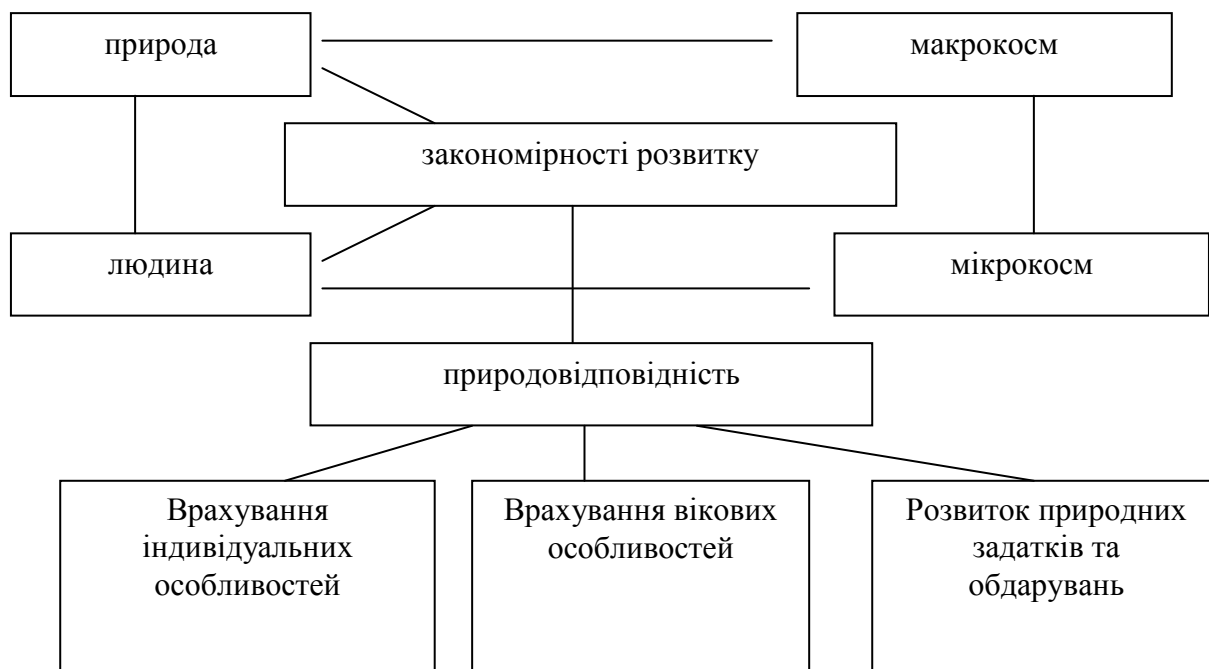 природа
макрокосм
закономірності розвитку
людина
мікрокосм
природовідповідність
Врахування
індивідуальних
особливостей
Врахування вікових
особливостей
Розвиток природних
задатків та
обдарувань